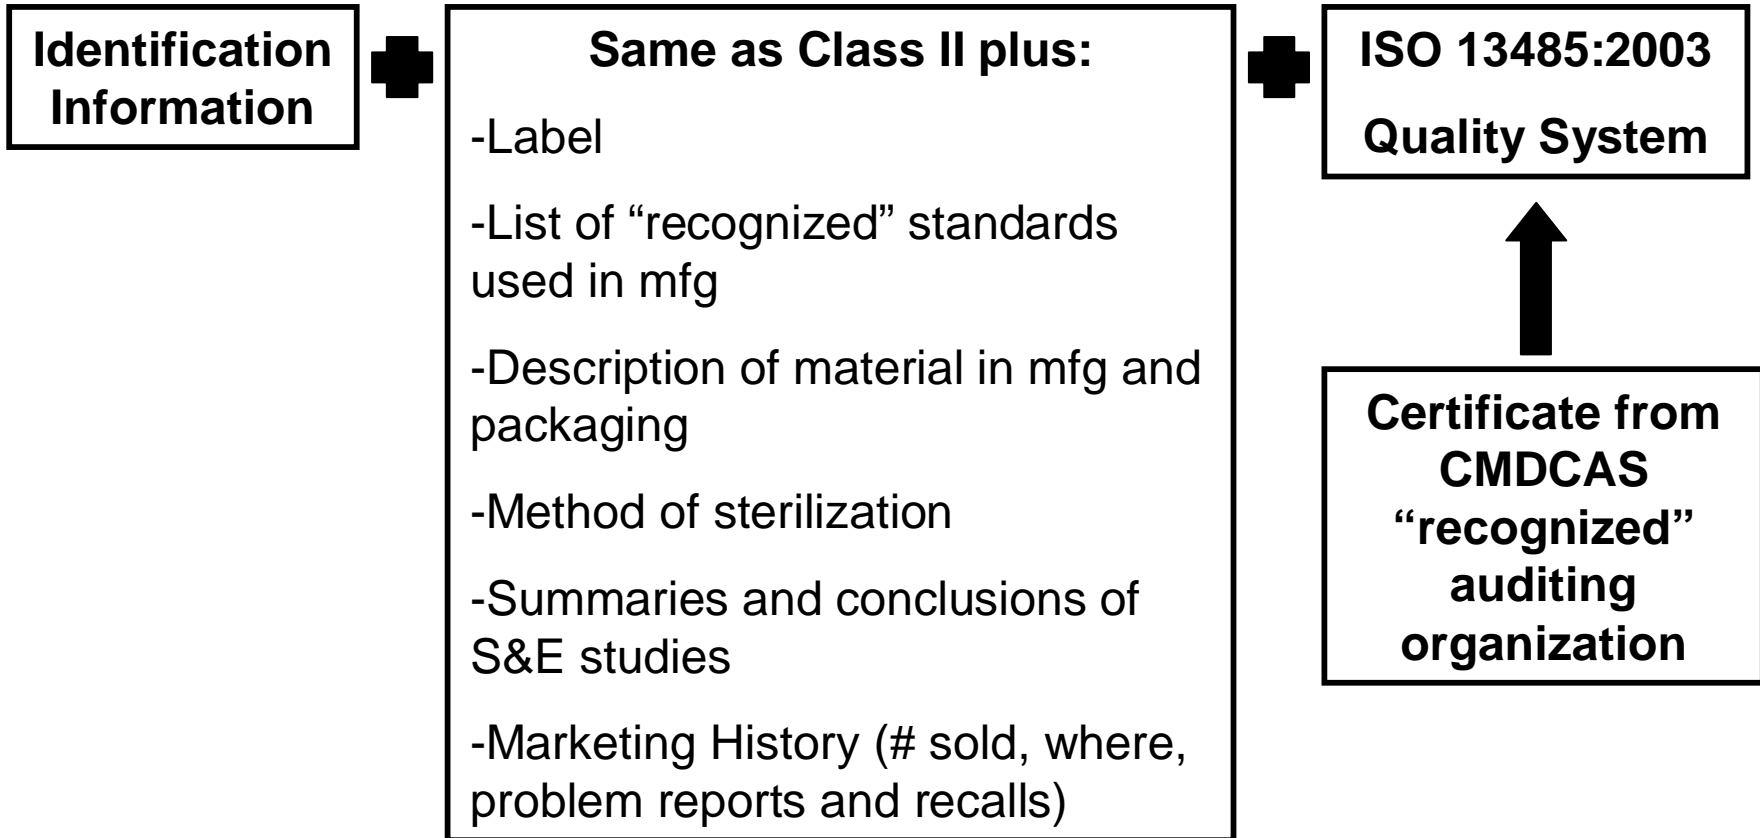 Identification
Information
Same as Class II plus:
-Label
-List of “recognized” standards
used in mfg
-Description of material in mfg and
packaging
-Method of sterilization
-Summaries and conclusions of
S&E studies
-Marketing History (# sold, where,
problem reports and recalls)
ISO 13485:2003
Quality System
Certificate from
CMDCAS
“recognized”
auditing
organization